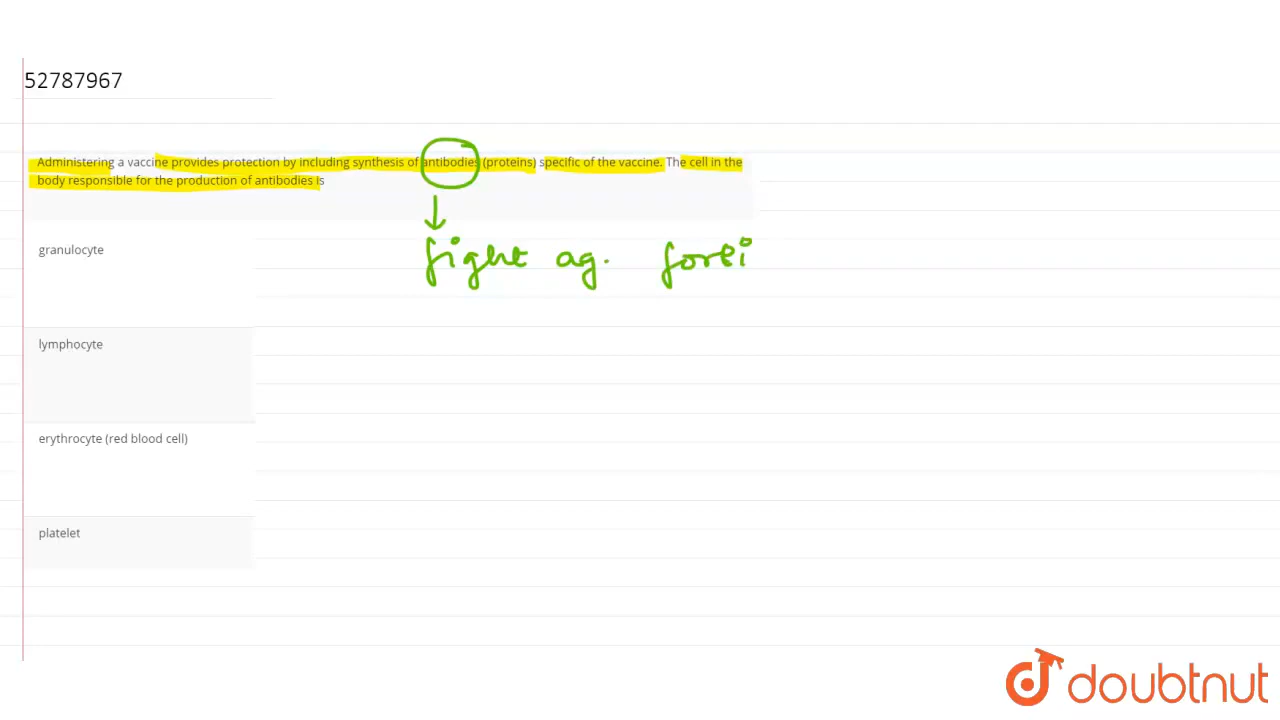 52787967
Administering a vaccine provides protection by including synthesis of antibodies (proteins) specific of the vaccine. The cell in the
body responsible for the production of antibodies is
fight ag. forei
granulocyte
lymphocyte
erythrocyte (red blood cell)
platelet
doubtnut